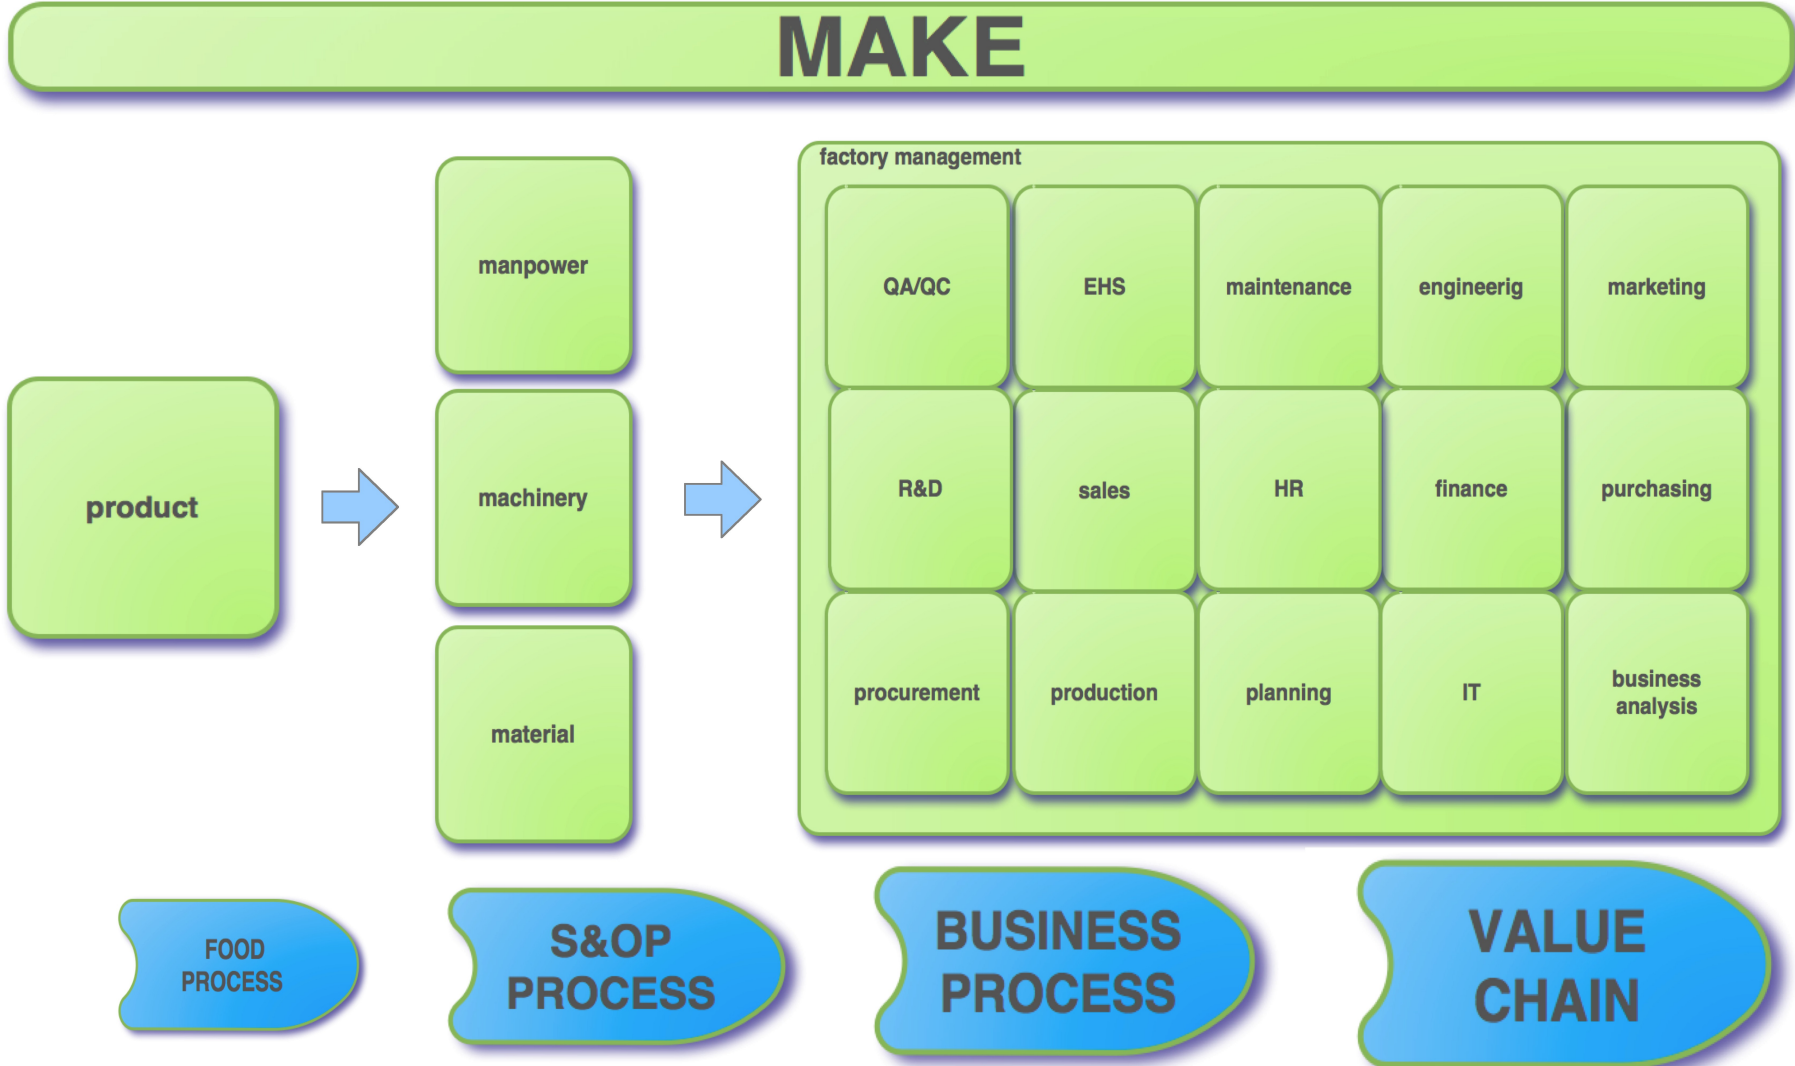 MAKE
factory management
product
manpower
machinery
material
QA/QC
EHS
maintenance
engineerig
marketing
R&D
sales
HR
finance
purchasing
procurement
production
planning
IT
business
analysis
FOOD
PROCESS
S&OP
PROCESS
BUSINESS
PROCESS
VALUE
CHAIN